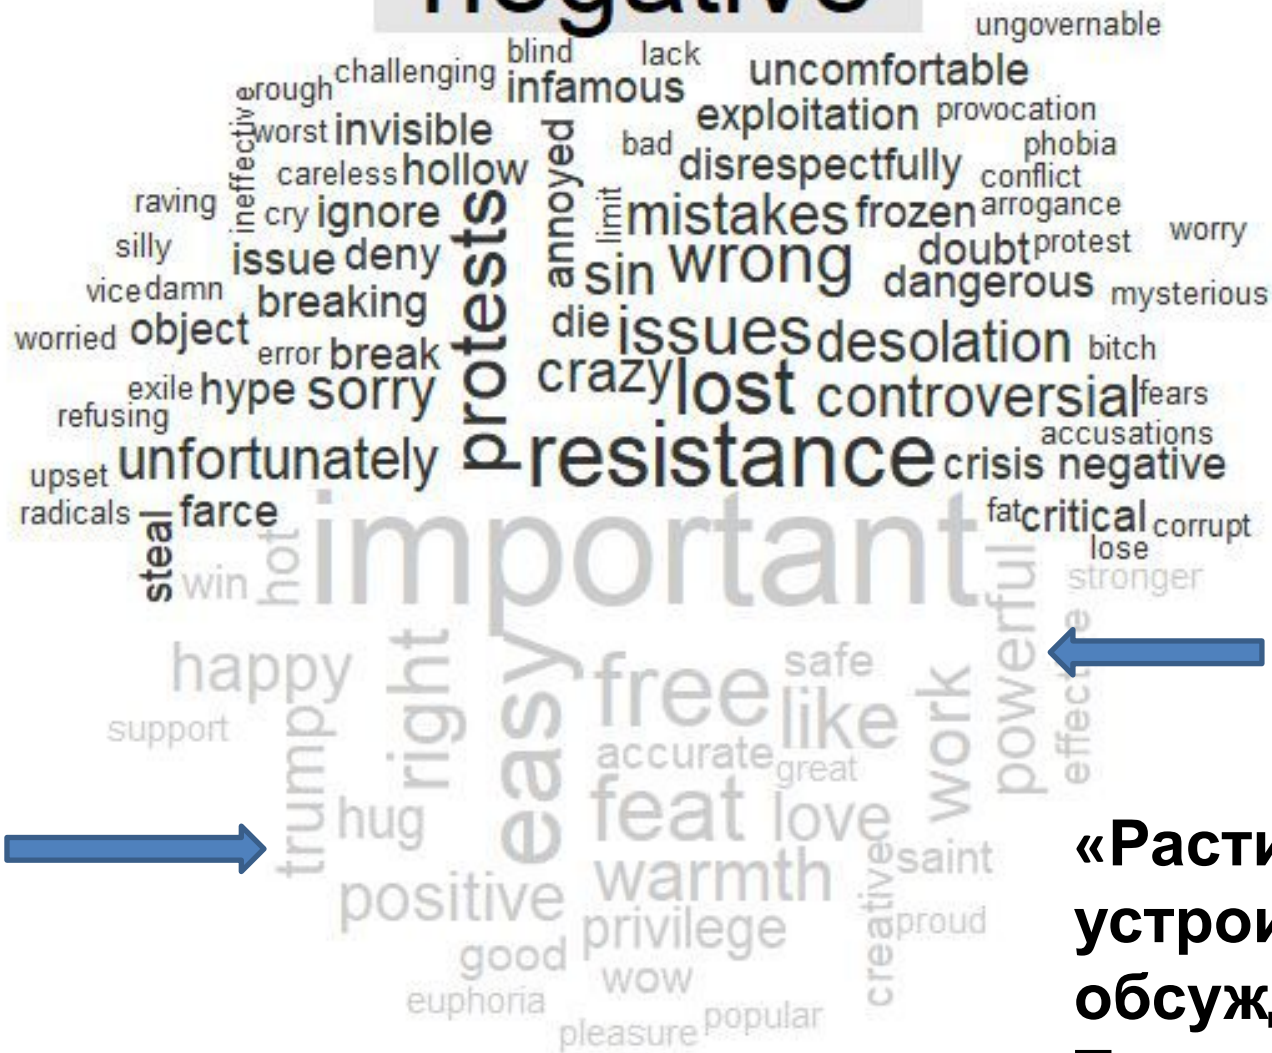 negative
ungovernable
blind lack
challenging infamous uncomfortable
rough exploitation provocation
ineffective worst invisible annoyed bad phobia
careless hollow disrespectfully conflict
raving cry ignore protests limit mistakes frozen arrogance
silly issue deny sin wrong doubt protest worry
vice damn breaking dangerous mysterious
worried object error break die issues desolation bitch
exile hype sorry crazy lost controversial fears
refusing accusations
upset unfortunately resistance crisis negative
radicals steal farce important fat critical corrupt
lose
win hot stronger
happy right easy free safe powerful
support trump like work
accurate great
hug feat love
warmth saint
positive privilege creative proud
good
wow
euphoria popular
pleasure